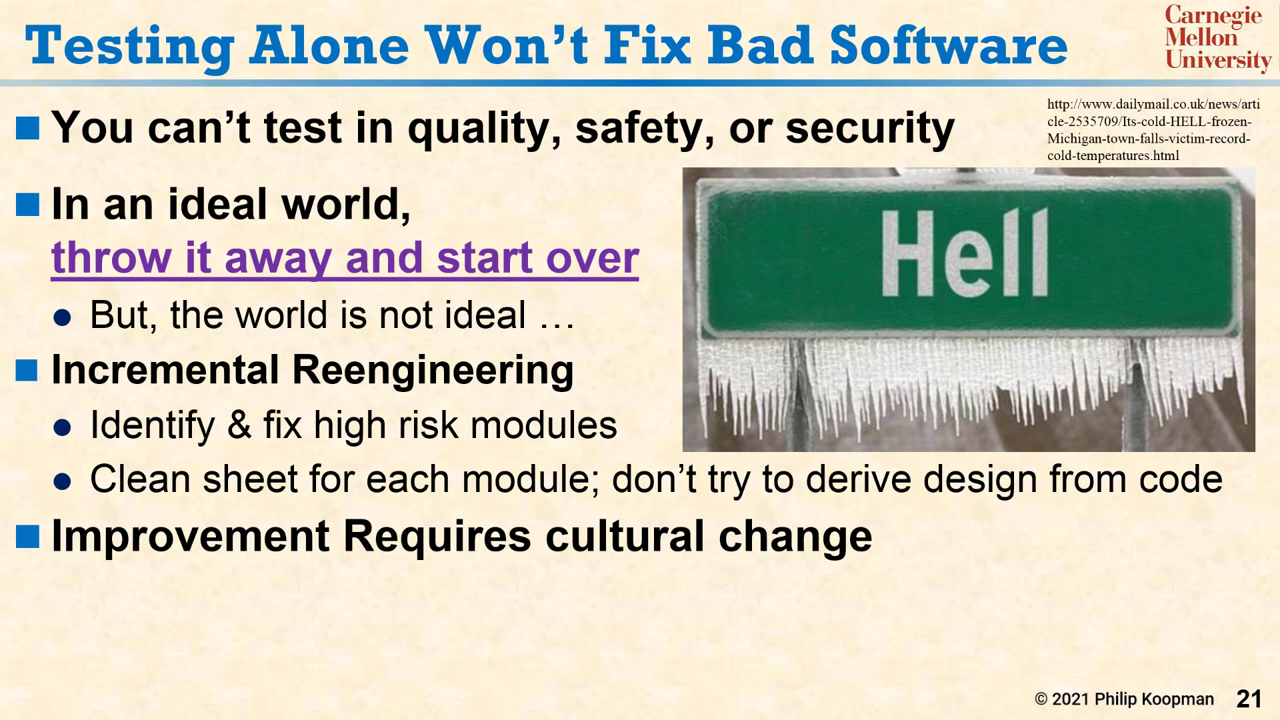 Testing Alone Won’t Fix Bad Software
Carnegie
Mellon
University
You can’t test in quality, safety, or security
http://www.dailymail.co.uk/news/arti
cle-2535709/Its-cold-HELL-frozen-
Michigan-town-falls-victim-record-
cold-temperatures.html
In an ideal world,
throw it away and start over
But, the world is not ideal …
Hell
Incremental Reengineering
Identify & fix high risk modules
Clean sheet for each module; don’t try to derive design from code
Improvement Requires cultural change
© 2021 Philip Koopman 21